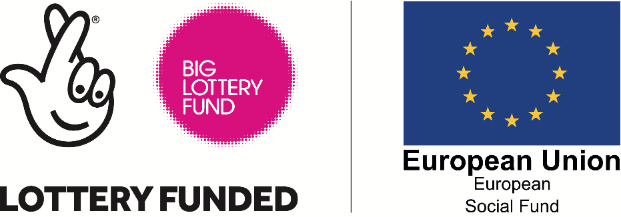 ®
BIG
LOTTERY
FUND
LOTTERY FUNDED
European Union
European
Social Fund